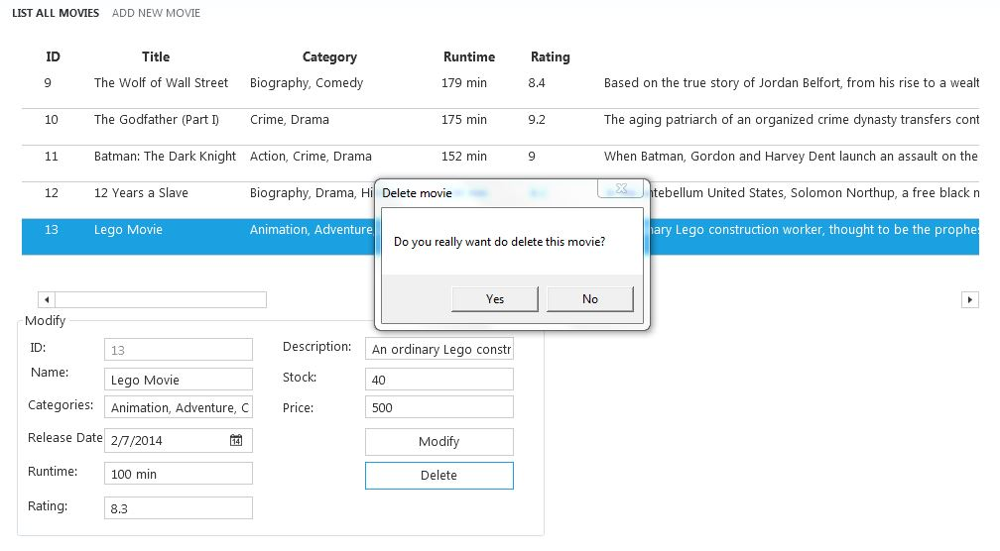 LIST ALL MOVIES ADD NEW MOVIE
ID Title Category Runtime Rating
9 The Wolf of Wall Street Biography, Comedy 179 min 8.4 Based on the true story of Jordan Belfort, from his rise to a wealt
10 The Godfather (Part I) Crime, Drama 175 min 9.2 The aging patriarch of an organized crime dynasty transfers cont
11 Batman: The Dark Knight Action, Crime, Drama 152 min 9 When Batman, Gordon and Harvey Dent launch an assault on the
12 12 Years a Slave Biography, Drama, Hi ntebellum United States, Solomon Northup, a free black
Delete movie
13 Lego Movie Animation, Adventure, nary Lego construction worker, thought to be the prophes
Do you really want do delete this movie?
Yes No
Modify
ID: 13
Name: Lego Movie
Categories: Animation, Adventure, C
Release Date 2/7/2014 14
Runtime: 100 min
Rating: 8.3
Description: An ordinary Lego constr
Stock: 40
Price: 500
Modify
Delete